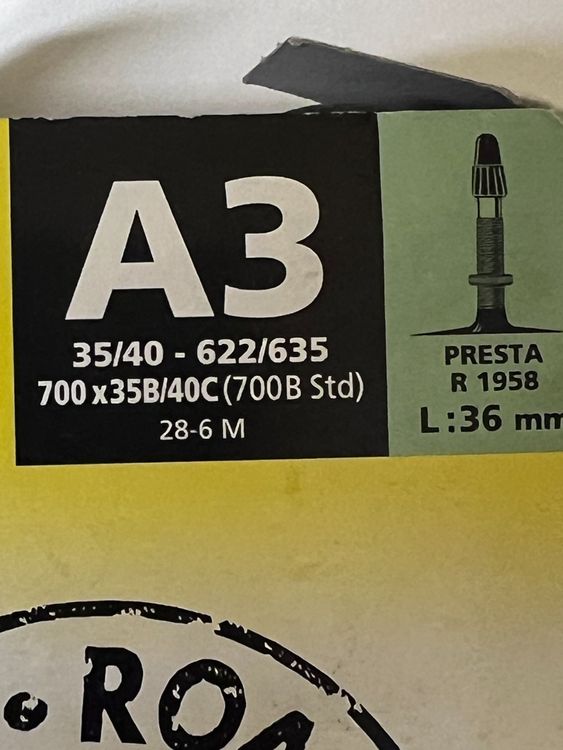 A3
35/40 - 622/635
700 x35B/40C (700B Std)
28-6 M
PRESTA
R 1958
L:36 mm